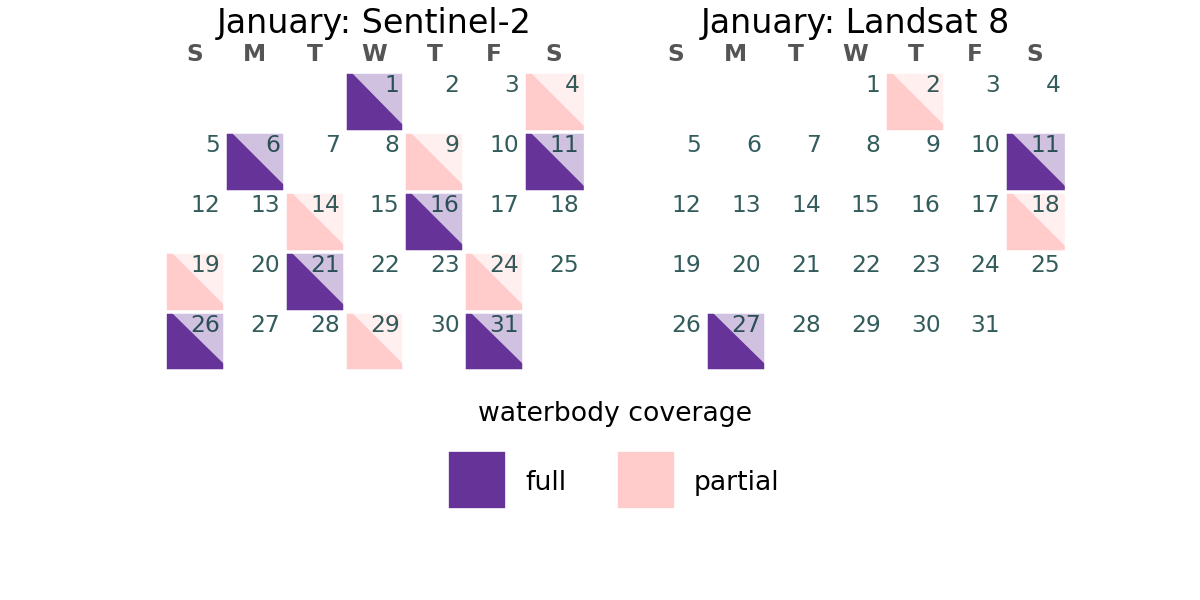 January: Sentinel-2
S M T W T F S
1 2 3 4
5 6 7 8 9 10 11
12 13 14 15 16 17 18
19 20 21 22 23 24 25
26 27 28 29 30 31
January: Landsat 8
S M T W T F S
1 2 3 4
5 6 7 8 9 10 11
12 13 14 15 16 17 18
19 20 21 22 23 24 25
26 27 28 29 30 31
waterbody coverage
full partial